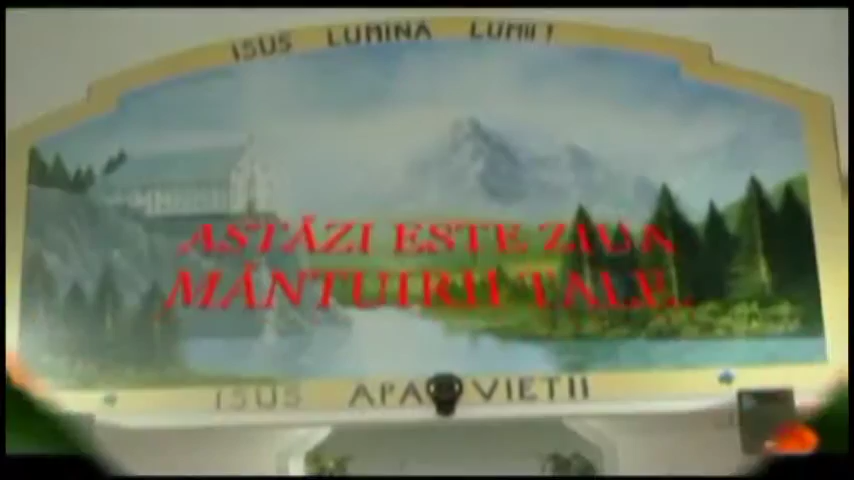 ISUS LUMINA LUMII!
ASTĂZI ESTE ZIUA
MÂNTUIRII TALE..
ISUS APA VIETII